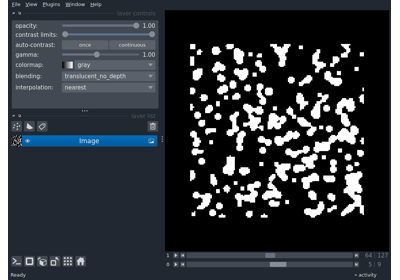 File View Plugins Window Help
layer controls
opacity: 1.00
contrast limits:
auto-contrast: once continuous
gamma: 1.00
colormap: gray
blending: translucent_no_depth
interpolation: nearest
layer list
Image
1 64 127
0 5 9
Ready activity